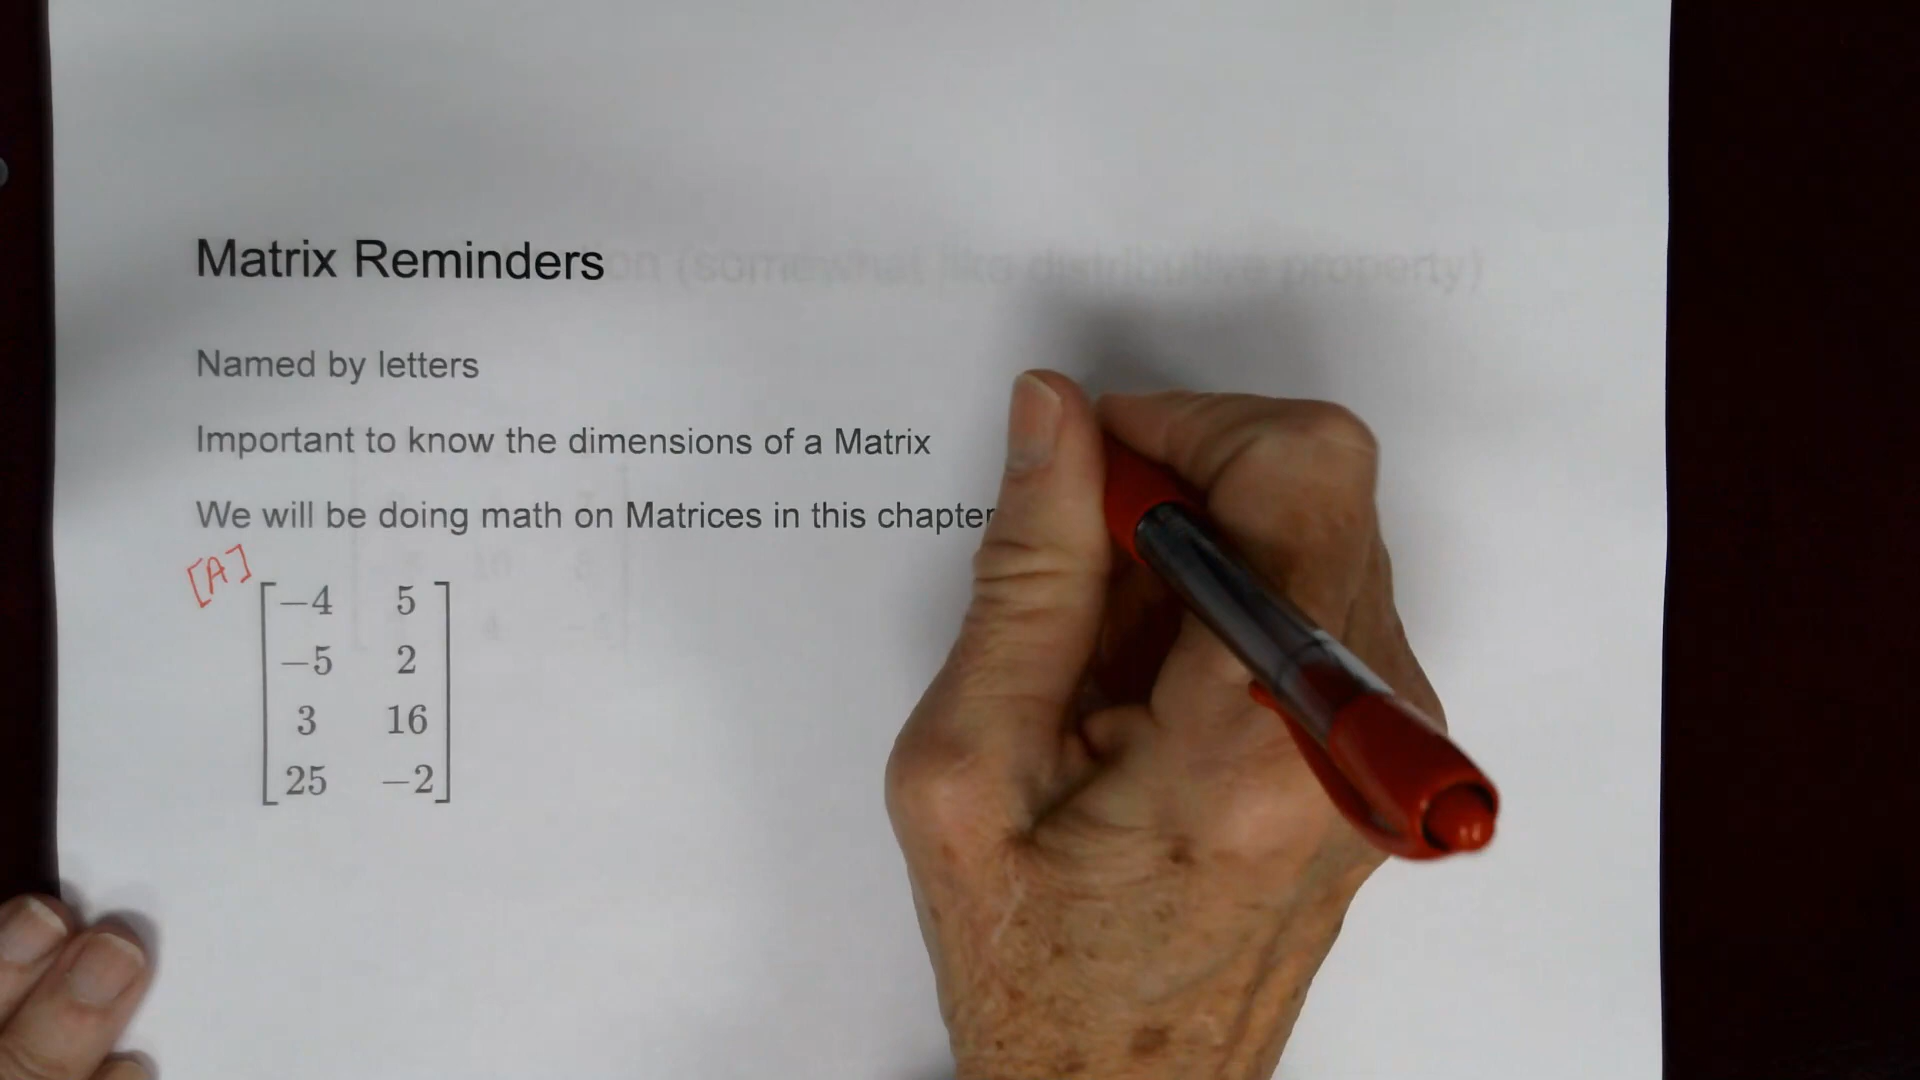 Matrix Reminders
Named by letters
Important to know the dimensions of a Matrix
We will be doing math on Matrices in this chapter
[A]
−4 5
−5 2
3 16
25 −2